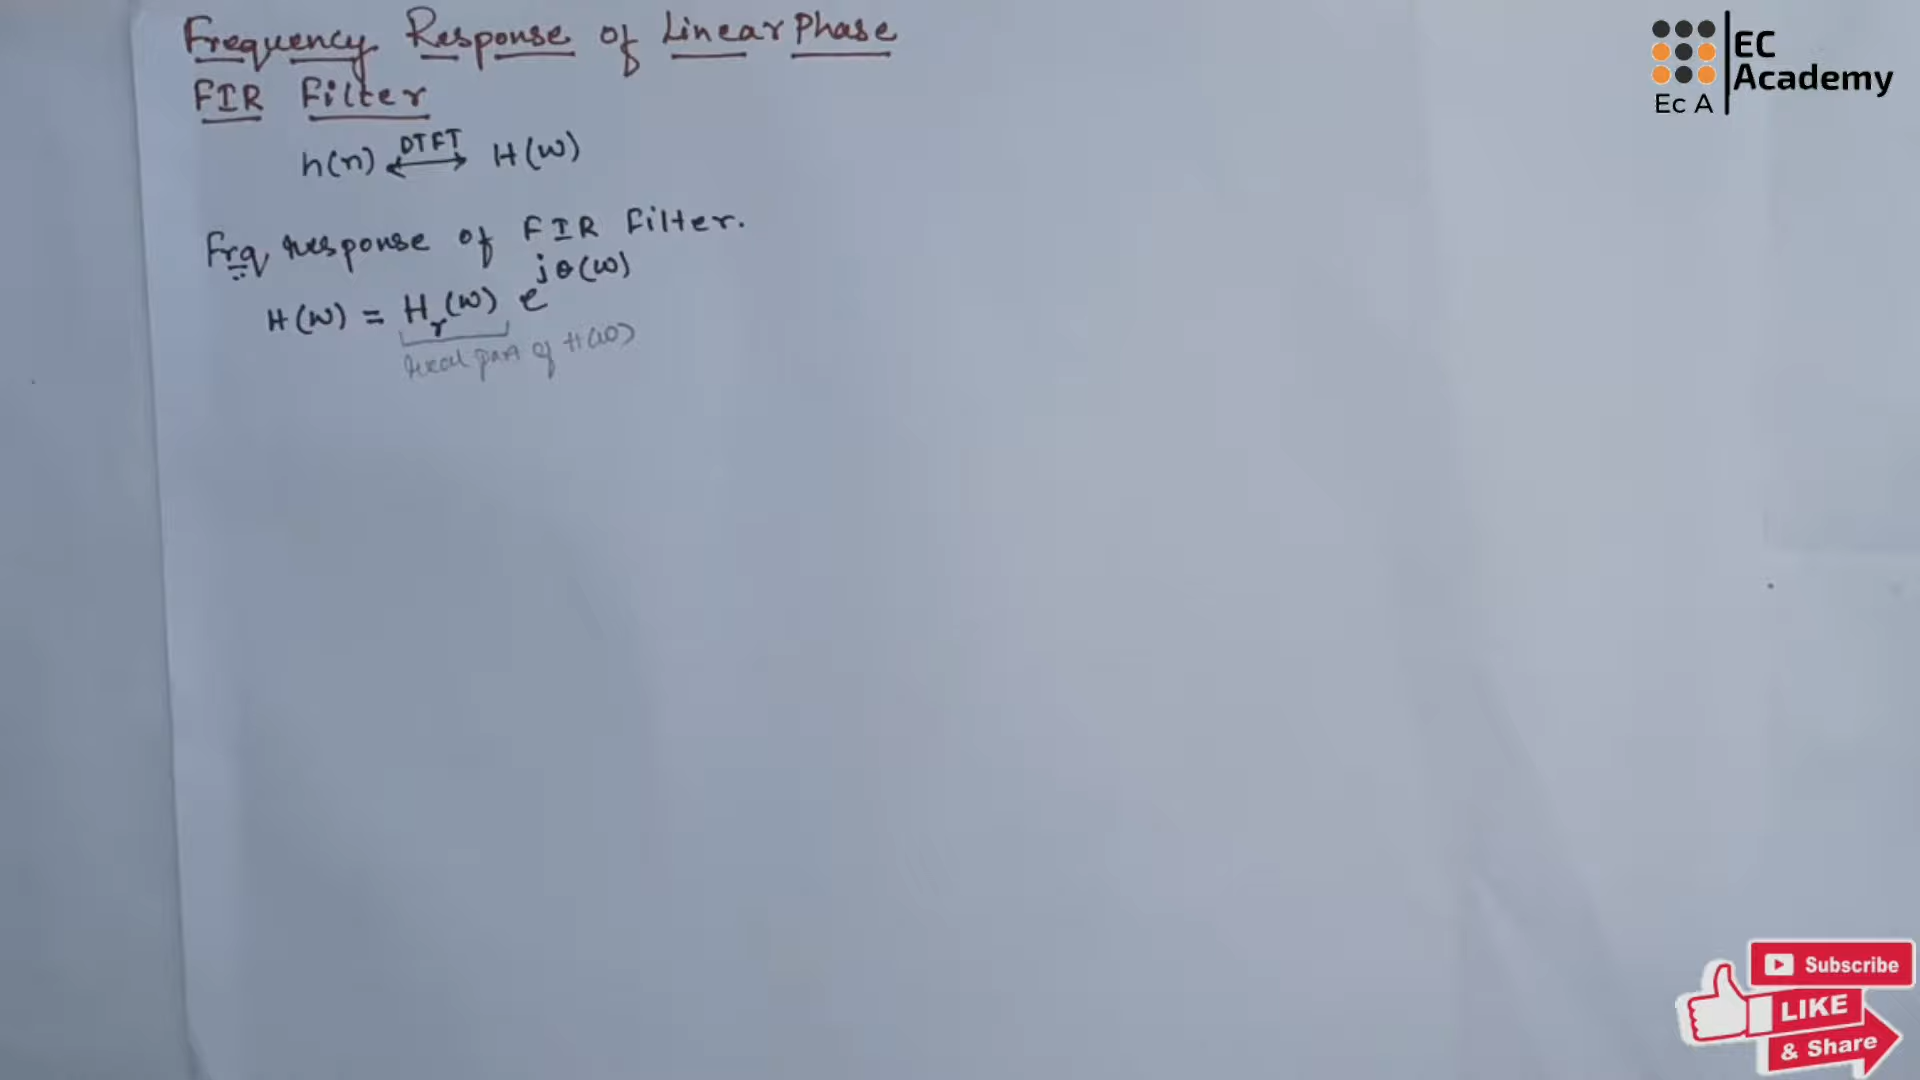 Frequency Response of Linear Phase
FIR Filter
h(n) DTFT H(w)
Frq response of FIR Filter.
H(w) = Hr(w) e^jθ(w)
real part of H(w)
EC
Academy
Ec A
Subscribe
LIKE
& Share